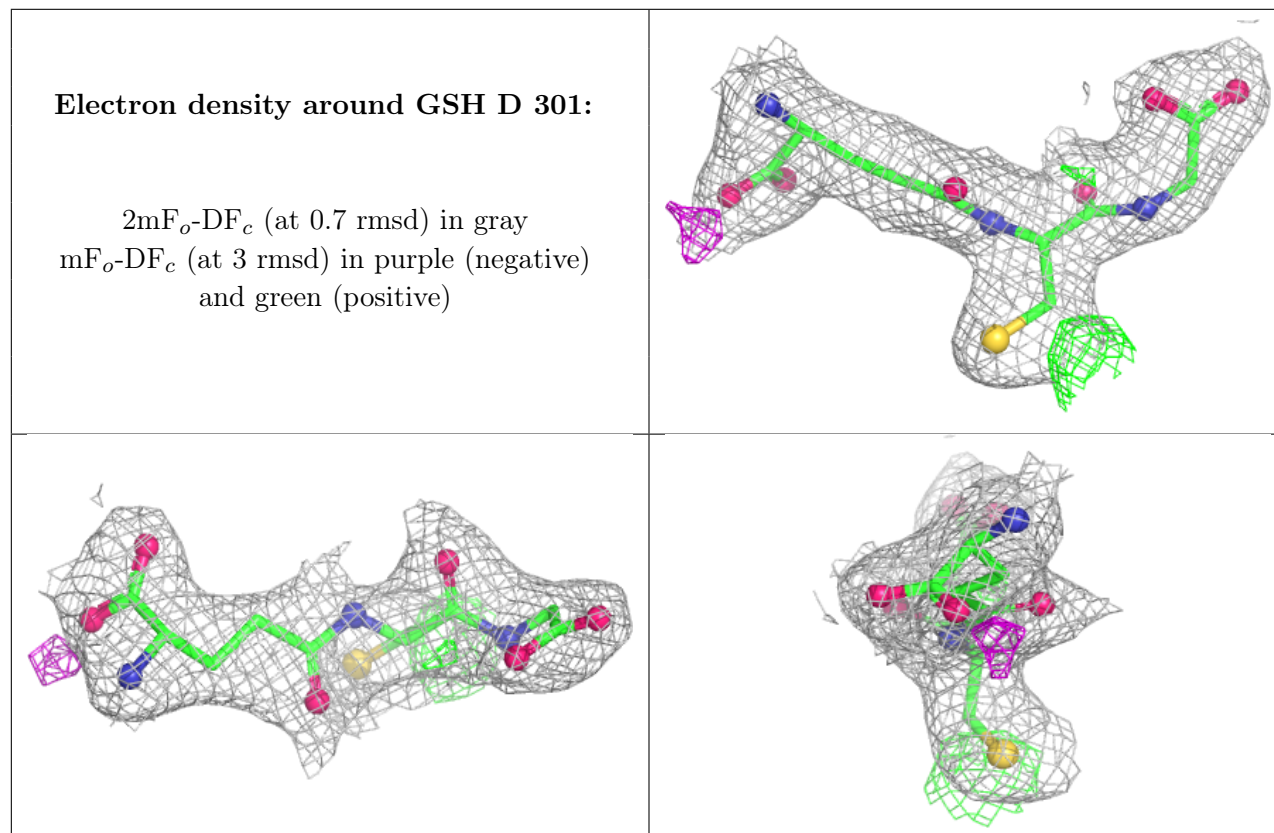 Electron density around GSH D 301:
2mFo-DFc (at 0.7 rmsd) in gray
mFo-DFc (at 3 rmsd) in purple (negative)
and green (positive)